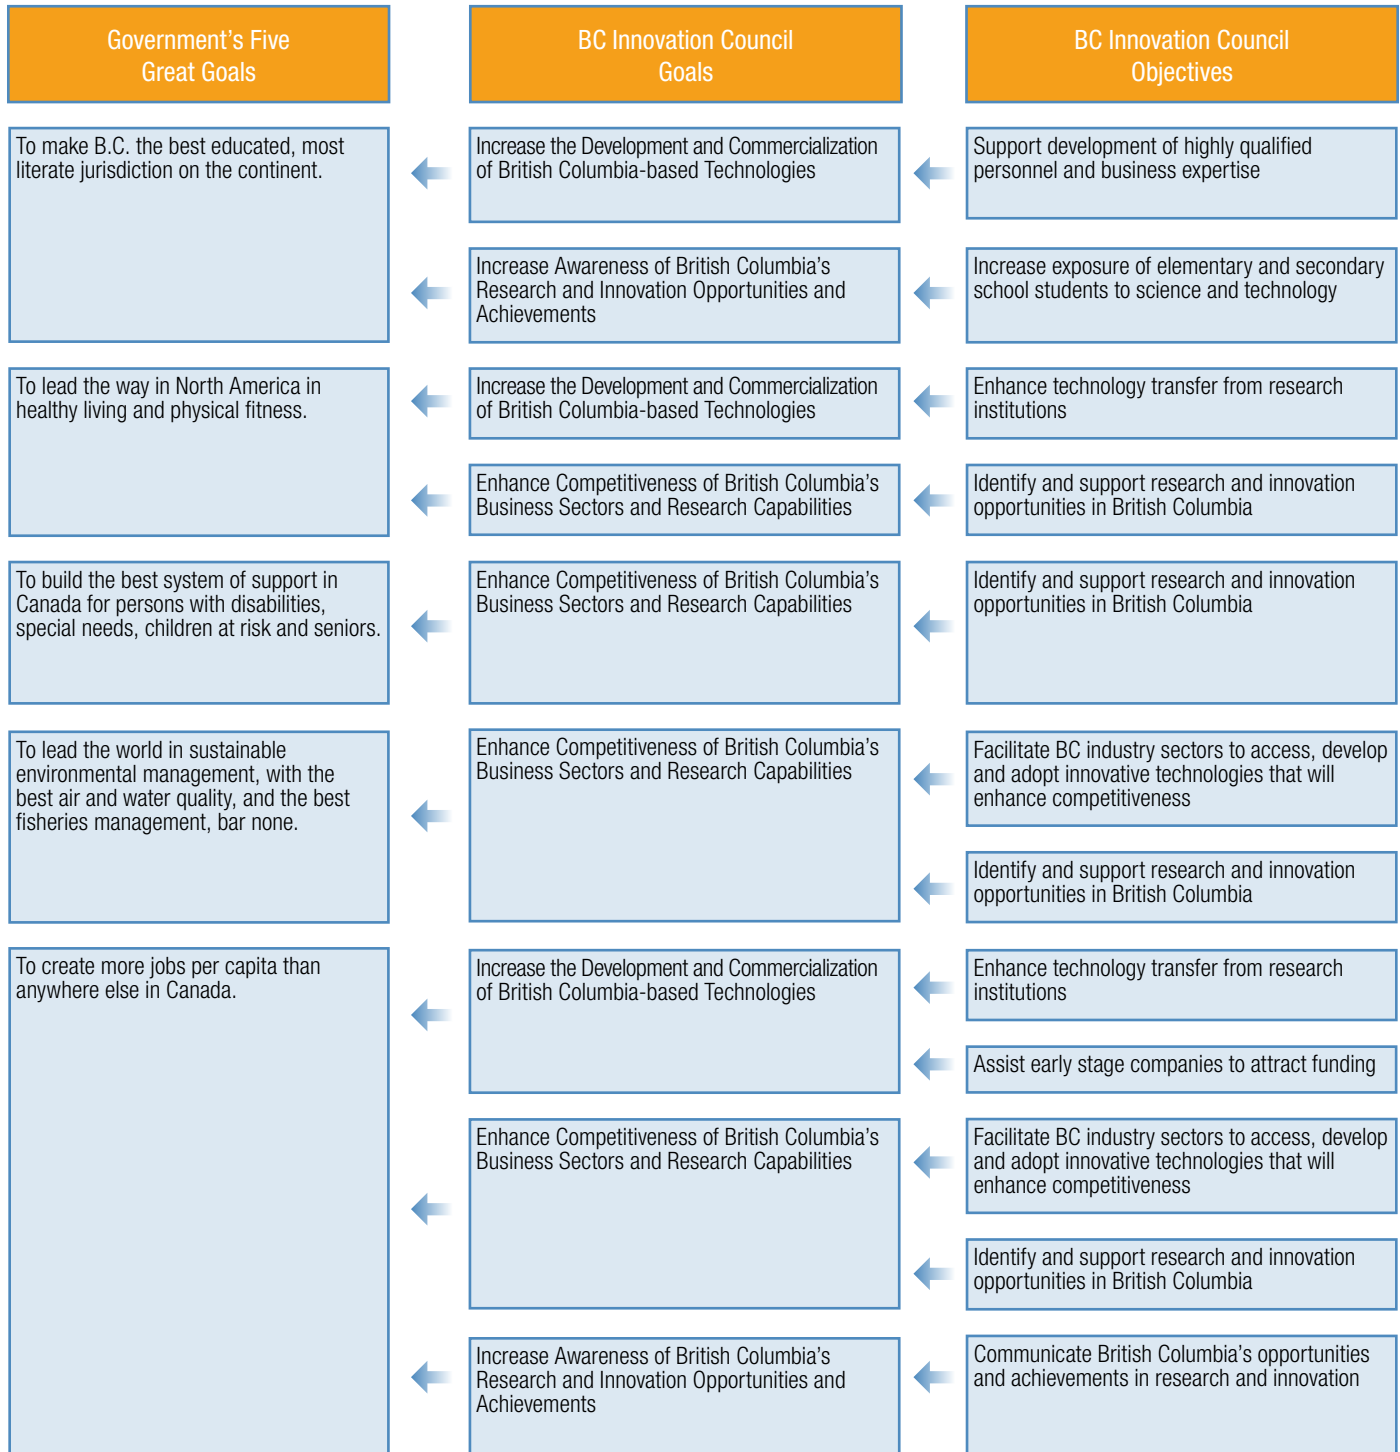 Government's Five
Great Goals
BC Innovation Council
Goals
BC Innovation Council
Objectives
To make B.C. the best educated, most
literate jurisdiction on the continent.
Increase the Development and Commercialization
of British Columbia-based Technologies
Support development of highly qualified
personnel and business expertise
Increase Awareness of British Columbia's
Research and Innovation Opportunities and
Achievements
Increase exposure of elementary and secondary
school students to science and technology
To lead the way in North America in
healthy living and physical fitness.
Increase the Development and Commercialization
of British Columbia-based Technologies
Enhance technology transfer from research
institutions
Enhance Competitiveness of British Columbia's
Business Sectors and Research Capabilities
Identify and support research and innovation
opportunities in British Columbia
To build the best system of support in
Canada for persons with disabilities,
special needs, children at risk and seniors.
Enhance Competitiveness of British Columbia's
Business Sectors and Research Capabilities
Identify and support research and innovation
opportunities in British Columbia
To lead the world in sustainable
environmental management, with the
best air and water quality, and the best
fisheries management, bar none.
Enhance Competitiveness of British Columbia's
Business Sectors and Research Capabilities
Facilitate BC industry sectors to access, develop
and adopt innovative technologies that will
enhance competitiveness
Identify and support research and innovation
opportunities in British Columbia
To create more jobs per capita than
anywhere else in Canada.
Increase the Development and Commercialization
of British Columbia-based Technologies
Enhance technology transfer from research
institutions
Assist early stage companies to attract funding
Enhance Competitiveness of British Columbia's
Business Sectors and Research Capabilities
Facilitate BC industry sectors to access, develop
and adopt innovative technologies that will
enhance competitiveness
Identify and support research and innovation
opportunities in British Columbia
Increase Awareness of British Columbia's
Research and Innovation Opportunities and
Achievements
Communicate British Columbia's opportunities
and achievements in research and innovation